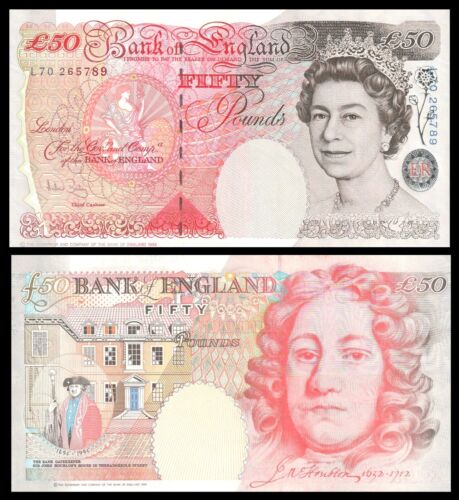 £50
Bank of England
£50
L70 265789
I PROMISE TO PAY THE BEARER ON DEMAND THE SUM OF
FIFTY
Pounds
L70 265789
London
For the Gov. and Comp.ª
of the BANK of ENGLAND
Chief Cashier
ER
© THE GOVERNOR AND COMPANY OF THE BANK OF ENGLAND
£50
BANK of ENGLAND
£50
FIFTY
POUNDS
1694-1994
THE BANK GATEKEEPER
SIR JOHN HOUBLON'S HOUSE IN THREADNEEDLE STREET
1632-1712
© THE GOVERNOR AND COMPANY OF THE BANK OF ENGLAND